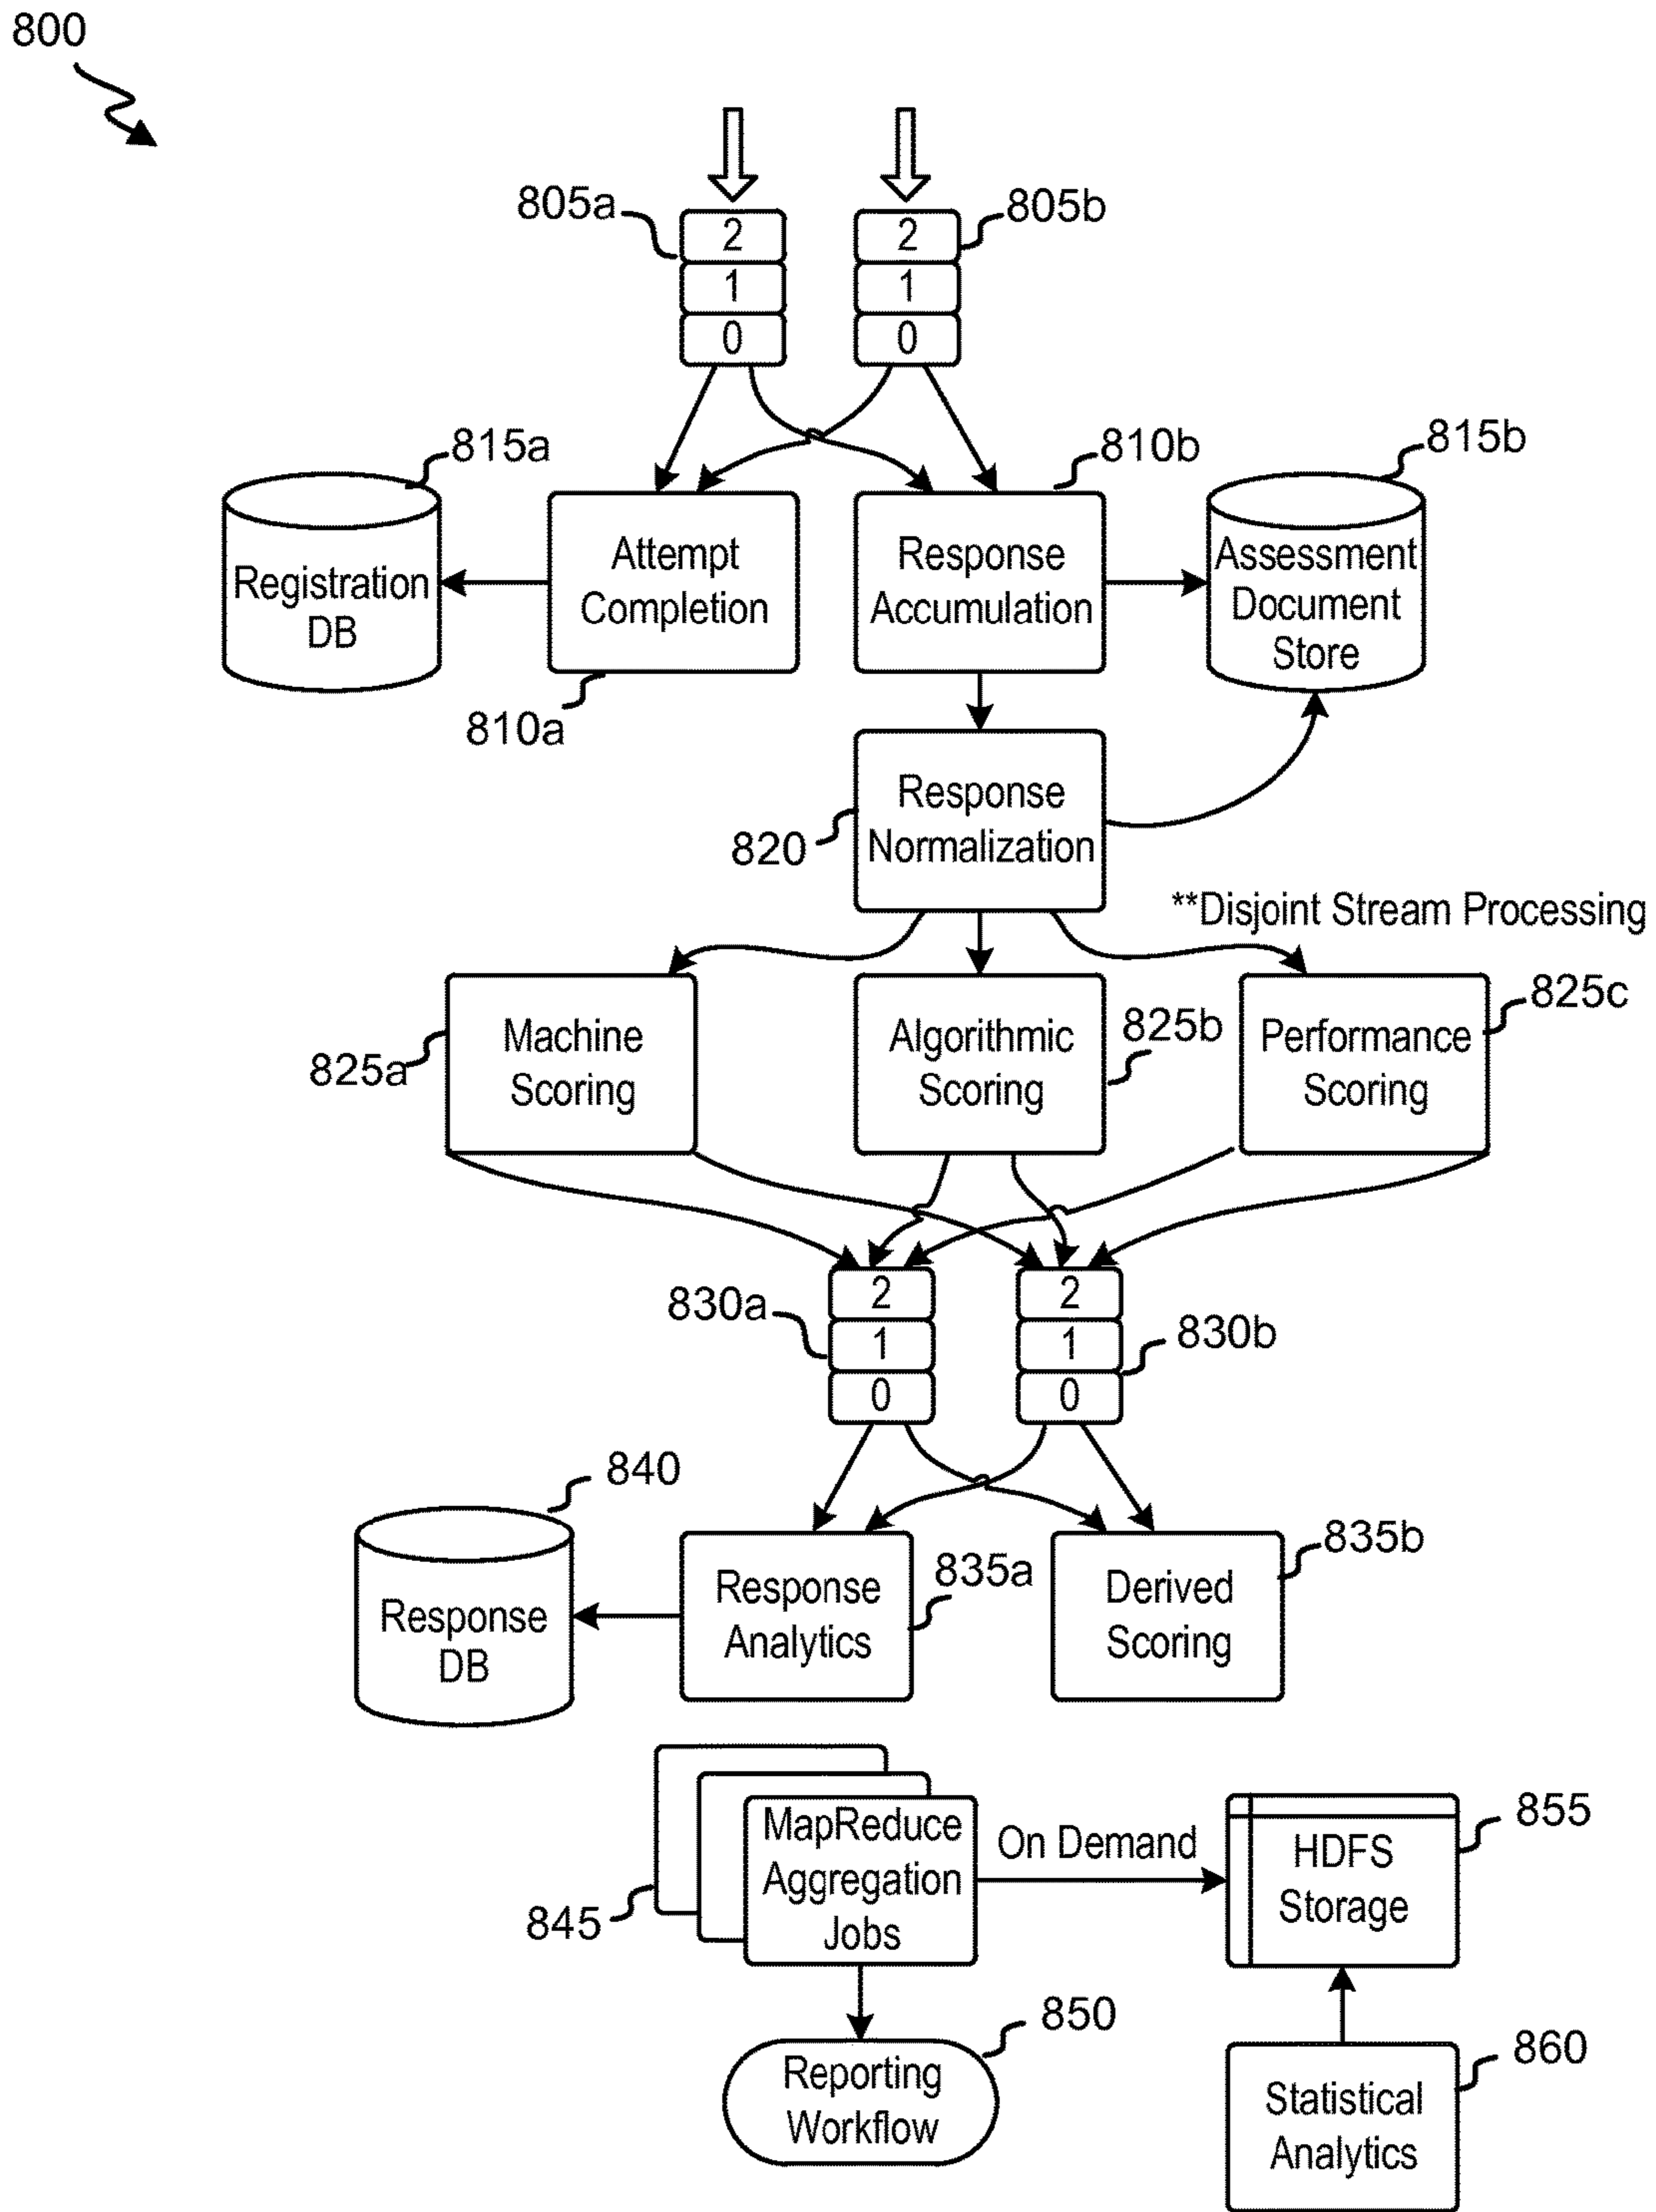 800
805a
805b
2
2
1
1
0
0
815a
810b
815b
Registration
DB
Attempt
Completion
Response
Accumulation
Assessment
Document
Store
810a
820
Response
Normalization
**Disjoint Stream Processing
825a
Machine
Scoring
Algorithmic
Scoring
825b
Performance
Scoring
825c
830a
2
2
1
1
0
0
830b
840
Response
DB
Response
Analytics
835a
Derived
Scoring
835b
845
MapReduce
Aggregation
Jobs
On Demand
HDFS
Storage
855
850
Reporting
Workflow
860
Statistical
Analytics